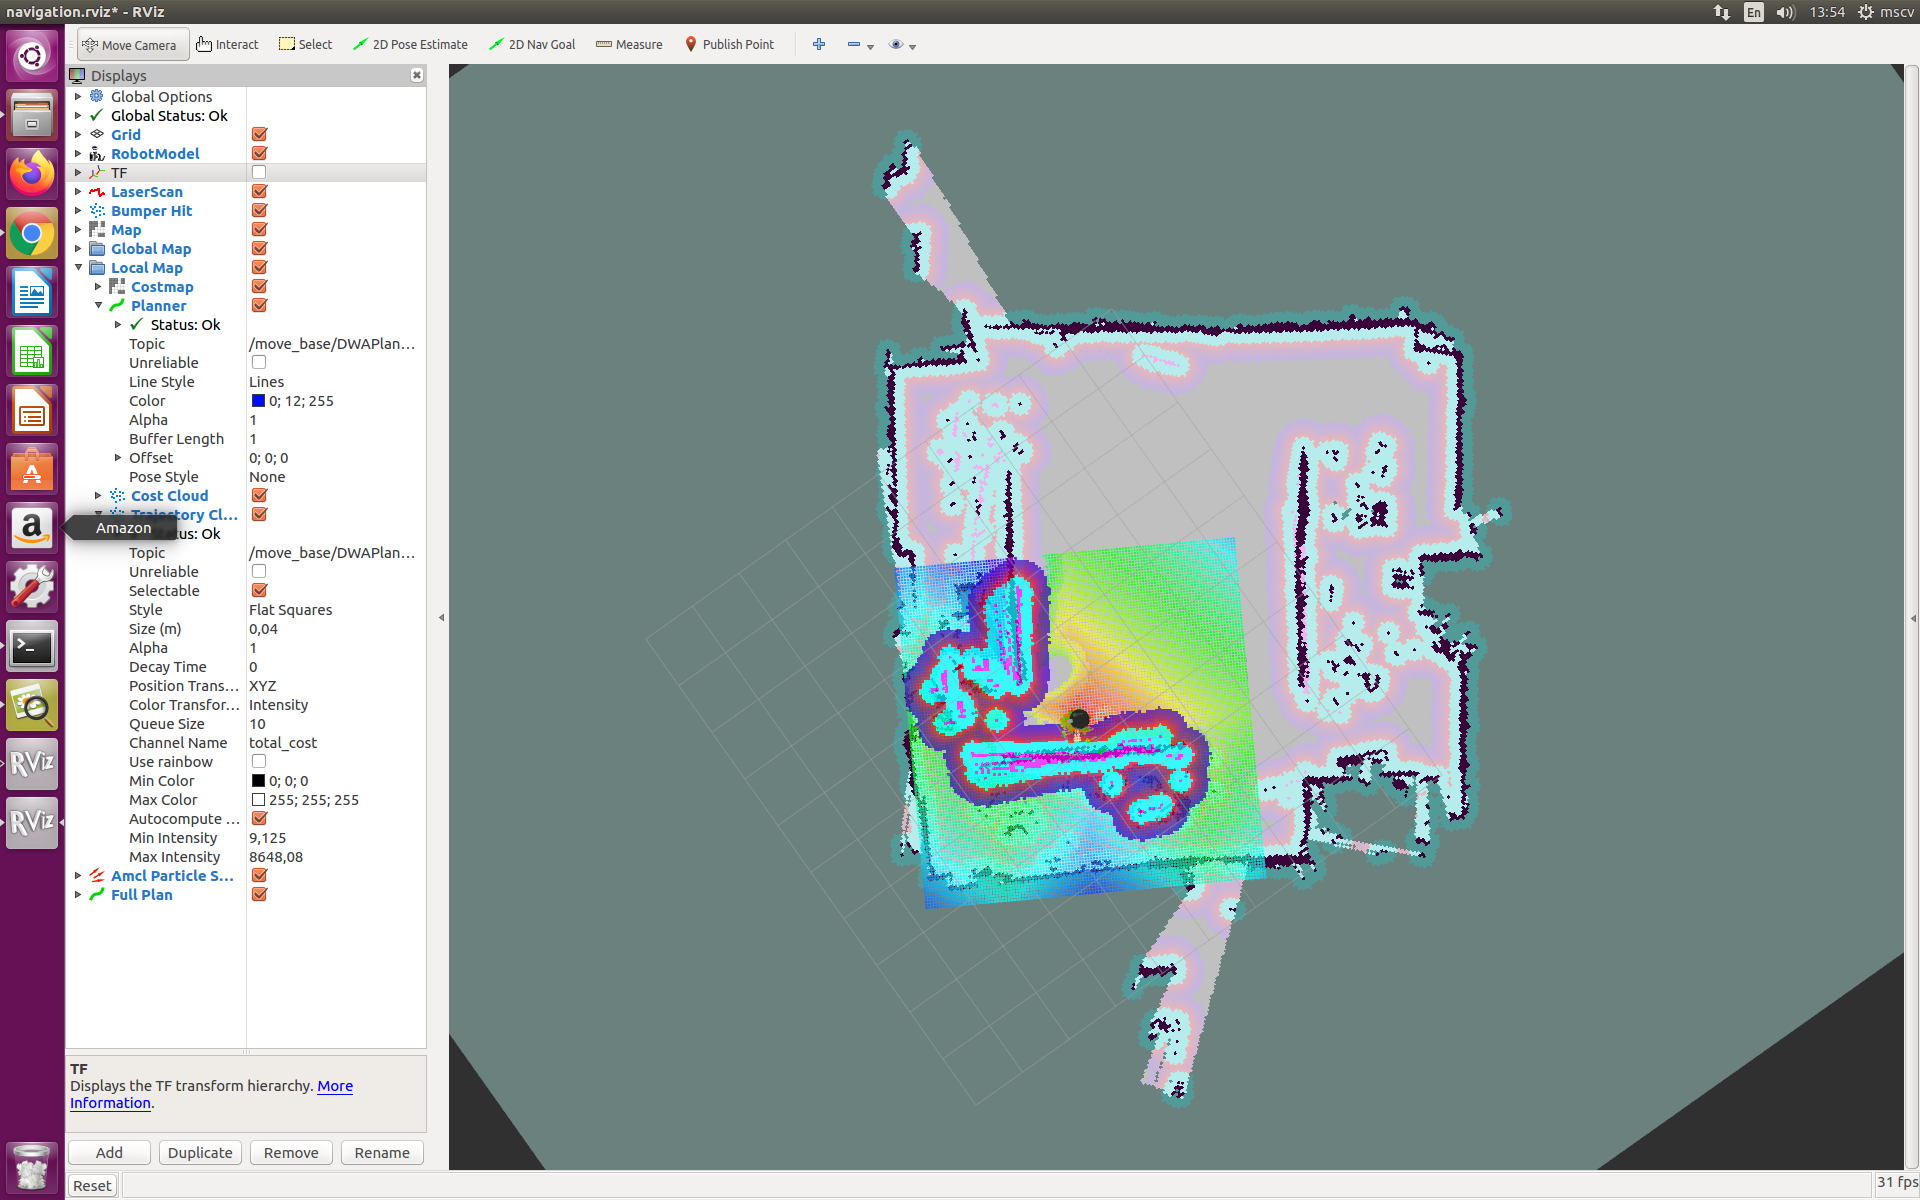 navigation.rviz* - RViz
En
13:54
mscv
Move Camera
Interact
Select
2D Pose Estimate
2D Nav Goal
Measure
Publish Point
Displays
Global Options
Global Status: Ok
Grid
RobotModel
TF
LaserScan
Bumper Hit
Map
Global Map
Local Map
Costmap
Planner
Status: Ok
Topic /move_base/DWAPlan...
Unreliable
Line Style Lines
Color 0; 12; 255
Alpha 1
Buffer Length 1
Offset 0; 0; 0
Pose Style None
Cost Cloud
Trajectory Cl...
Amazon
tus: Ok
Topic /move_base/DWAPlan...
Unreliable
Selectable
Style Flat Squares
Size (m) 0,04
Alpha 1
Decay Time 0
Position Trans... XYZ
Color Transfor... Intensity
Queue Size 10
Channel Name total_cost
Use rainbow
Min Color 0; 0; 0
Max Color 255; 255; 255
Autocompute ...
Min Intensity 9,125
Max Intensity 8648,08
Amcl Particle S...
Full Plan
RViz
RViz
TF
Displays the TF transform hierarchy. More
Information.
Add
Duplicate
Remove
Rename
Reset
31 fps